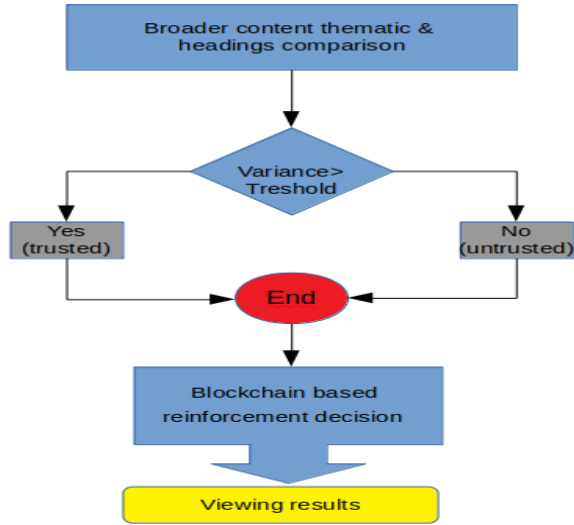 Broader content thematic &
headings comparison
Variance>
Treshold
Yes
(trusted)
No
(untrusted)
End
Blockchain based
reinforcement decision
Viewing results